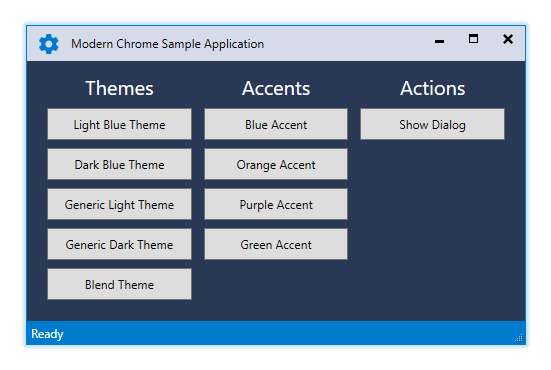 Modern Chrome Sample Application
Themes Accents Actions
Light Blue Theme Blue Accent Show Dialog
Dark Blue Theme Orange Accent
Generic Light Theme Purple Accent
Generic Dark Theme Green Accent
Blend Theme
Ready